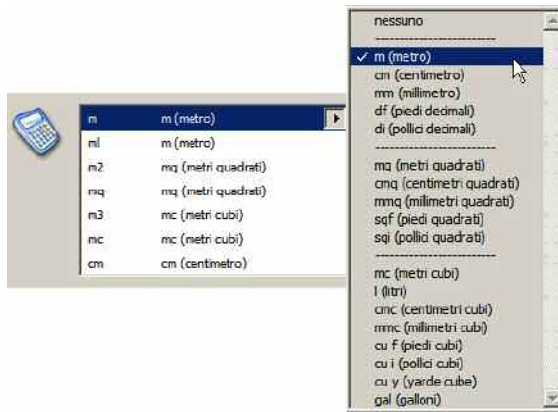 m m (metro)
ml m (metro)
m2 mq (metri quadrati)
mq mq (metri quadrati)
m3 mc (metri cubi)
mc mc (metri cubi)
cm cm (centimetro)
nessuno
------------------------
m (metro)
cm (centimetro)
mm (millimetro)
df (piedi decimali)
di (pollici decimali)
------------------------
mq (metri quadrati)
cmq (centimetri quadrati)
mmq (millimetri quadrati)
sqf (piedi quadrati)
sqi (pollici quadrati)
------------------------
mc (metri cubi)
l (litri)
cmc (centimetri cubi)
mmc (millimetri cubi)
cu f (piedi cubi)
cu i (pollici cubi)
cu y (yarde cube)
gal (galloni)